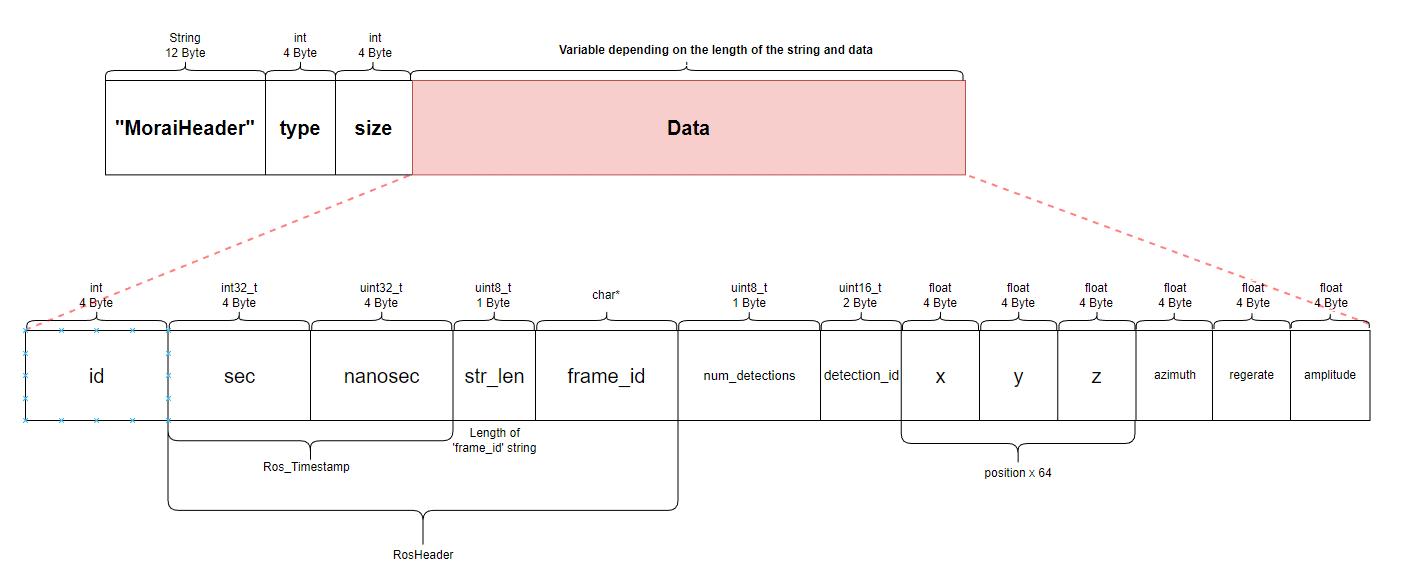 String
12 Byte
int
4 Byte
int
4 Byte
Variable depending on the length of the string and data
"MoraiHeader"
type
size
Data
int
4 Byte
int32_t
4 Byte
uint32_t
4 Byte
uint8_t
1 Byte
char*
uint8_t
1 Byte
uint16_t
2 Byte
float
4 Byte
float
4 Byte
float
4 Byte
float
4 Byte
float
4 Byte
float
4 Byte
id
sec
nanosec
str_len
frame_id
num_detections
detection_id
x
y
z
azimuth
regerate
amplitude
Length of
'frame_id' string
Ros_Timestamp
position x 64
RosHeader